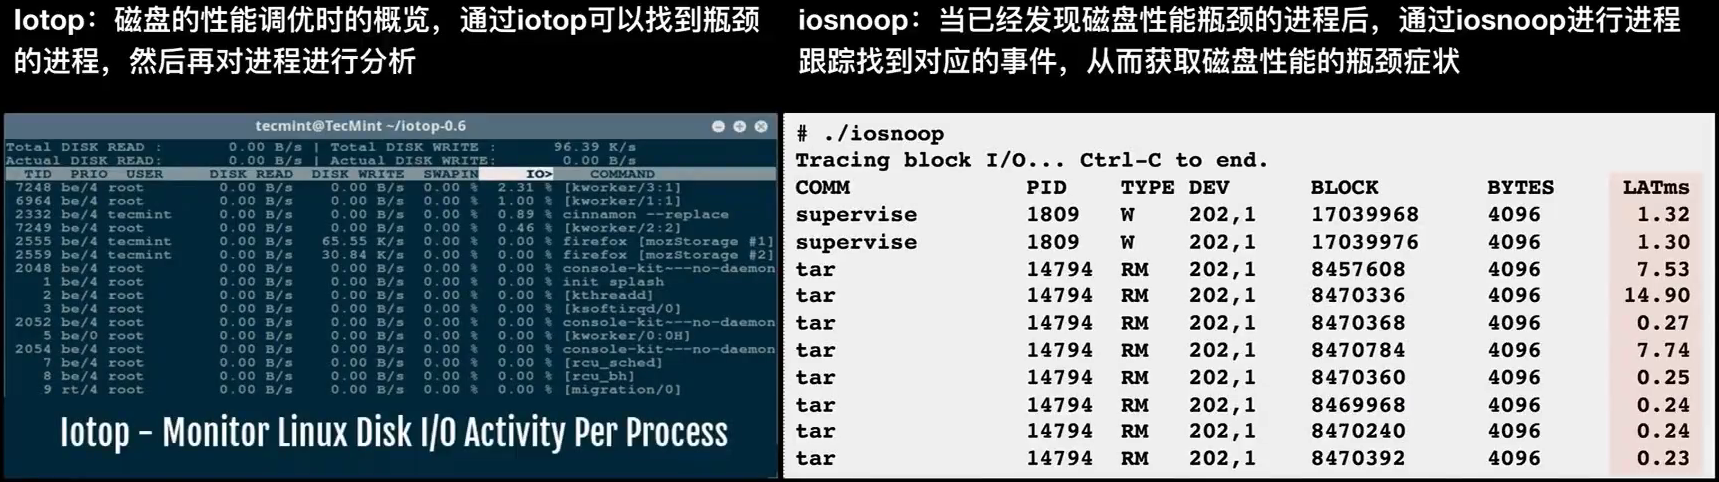 Iotop：磁盘的性能调优时的概览，通过iotop可以找到瓶颈
的进程，然后再对进程进行分析
iosnoop：当已经发现磁盘性能瓶颈的进程后，通过iosnoop进行进程
跟踪找到对应的事件，从而获取磁盘性能的瓶颈症状
tecmint@TecMint ~/iotop-0.6
Total DISK READ : 0.00 B/s | Total DISK WRITE : 96.39 K/s
Actual DISK READ: 0.00 B/s | Actual DISK WRITE: 0.00 B/s
TID PRIO USER DISK READ DISK WRITE SWAPIN IO> COMMAND
7248 be/4 root 0.00 B/s 0.00 B/s 0.00 % 2.31 % [kworker/3:1]
6964 be/4 root 0.00 B/s 0.00 B/s 0.00 % 1.00 % [kworker/1:1]
2332 be/4 tecmint 0.00 B/s 0.00 B/s 0.00 % 0.89 % cinnamon --replace
7249 be/4 root 0.00 B/s 0.00 B/s 0.00 % 0.46 % [kworker/2:2]
2555 be/4 tecmint 0.00 B/s 65.55 K/s 0.00 % 0.00 % firefox [mozStorage #1]
2559 be/4 tecmint 0.00 B/s 30.84 K/s 0.00 % 0.00 % firefox [mozStorage #2]
2048 be/4 root 0.00 B/s 0.00 B/s 0.00 % 0.00 % console-kit~--no-daemon
1 be/4 root 0.00 B/s 0.00 B/s 0.00 % 0.00 % init splash
2 be/4 root 0.00 B/s 0.00 B/s 0.00 % 0.00 % [kthreadd]
3 be/4 root 0.00 B/s 0.00 B/s 0.00 % 0.00 % [ksoftirqd/0]
2052 be/4 root 0.00 B/s 0.00 B/s 0.00 % 0.00 % console-kit~--no-daemon
5 be/0 root 0.00 B/s 0.00 B/s 0.00 % 0.00 % [kworker/0:0H]
2054 be/4 root 0.00 B/s 0.00 B/s 0.00 % 0.00 % console-kit~--no-daemon
7 be/4 root 0.00 B/s 0.00 B/s 0.00 % 0.00 % [rcu_sched]
8 be/4 root 0.00 B/s 0.00 B/s 0.00 % 0.00 % [rcu_bh]
9 rt/4 root 0.00 B/s 0.00 B/s 0.00 % 0.00 % [migration/0]
Iotop - Monitor Linux Disk I/O Activity Per Process
# ./iosnoop
Tracing block I/O... Ctrl-C to end.
COMM PID TYPE DEV BLOCK BYTES LATms
supervise 1809 W 202,1 17039968 4096 1.32
supervise 1809 W 202,1 17039976 4096 1.30
tar 14794 RM 202,1 8457608 4096 7.53
tar 14794 RM 202,1 8470336 4096 14.90
tar 14794 RM 202,1 8470368 4096 0.27
tar 14794 RM 202,1 8470784 4096 7.74
tar 14794 RM 202,1 8470360 4096 0.25
tar 14794 RM 202,1 8469968 4096 0.24
tar 14794 RM 202,1 8470240 4096 0.24
tar 14794 RM 202,1 8470392 4096 0.23